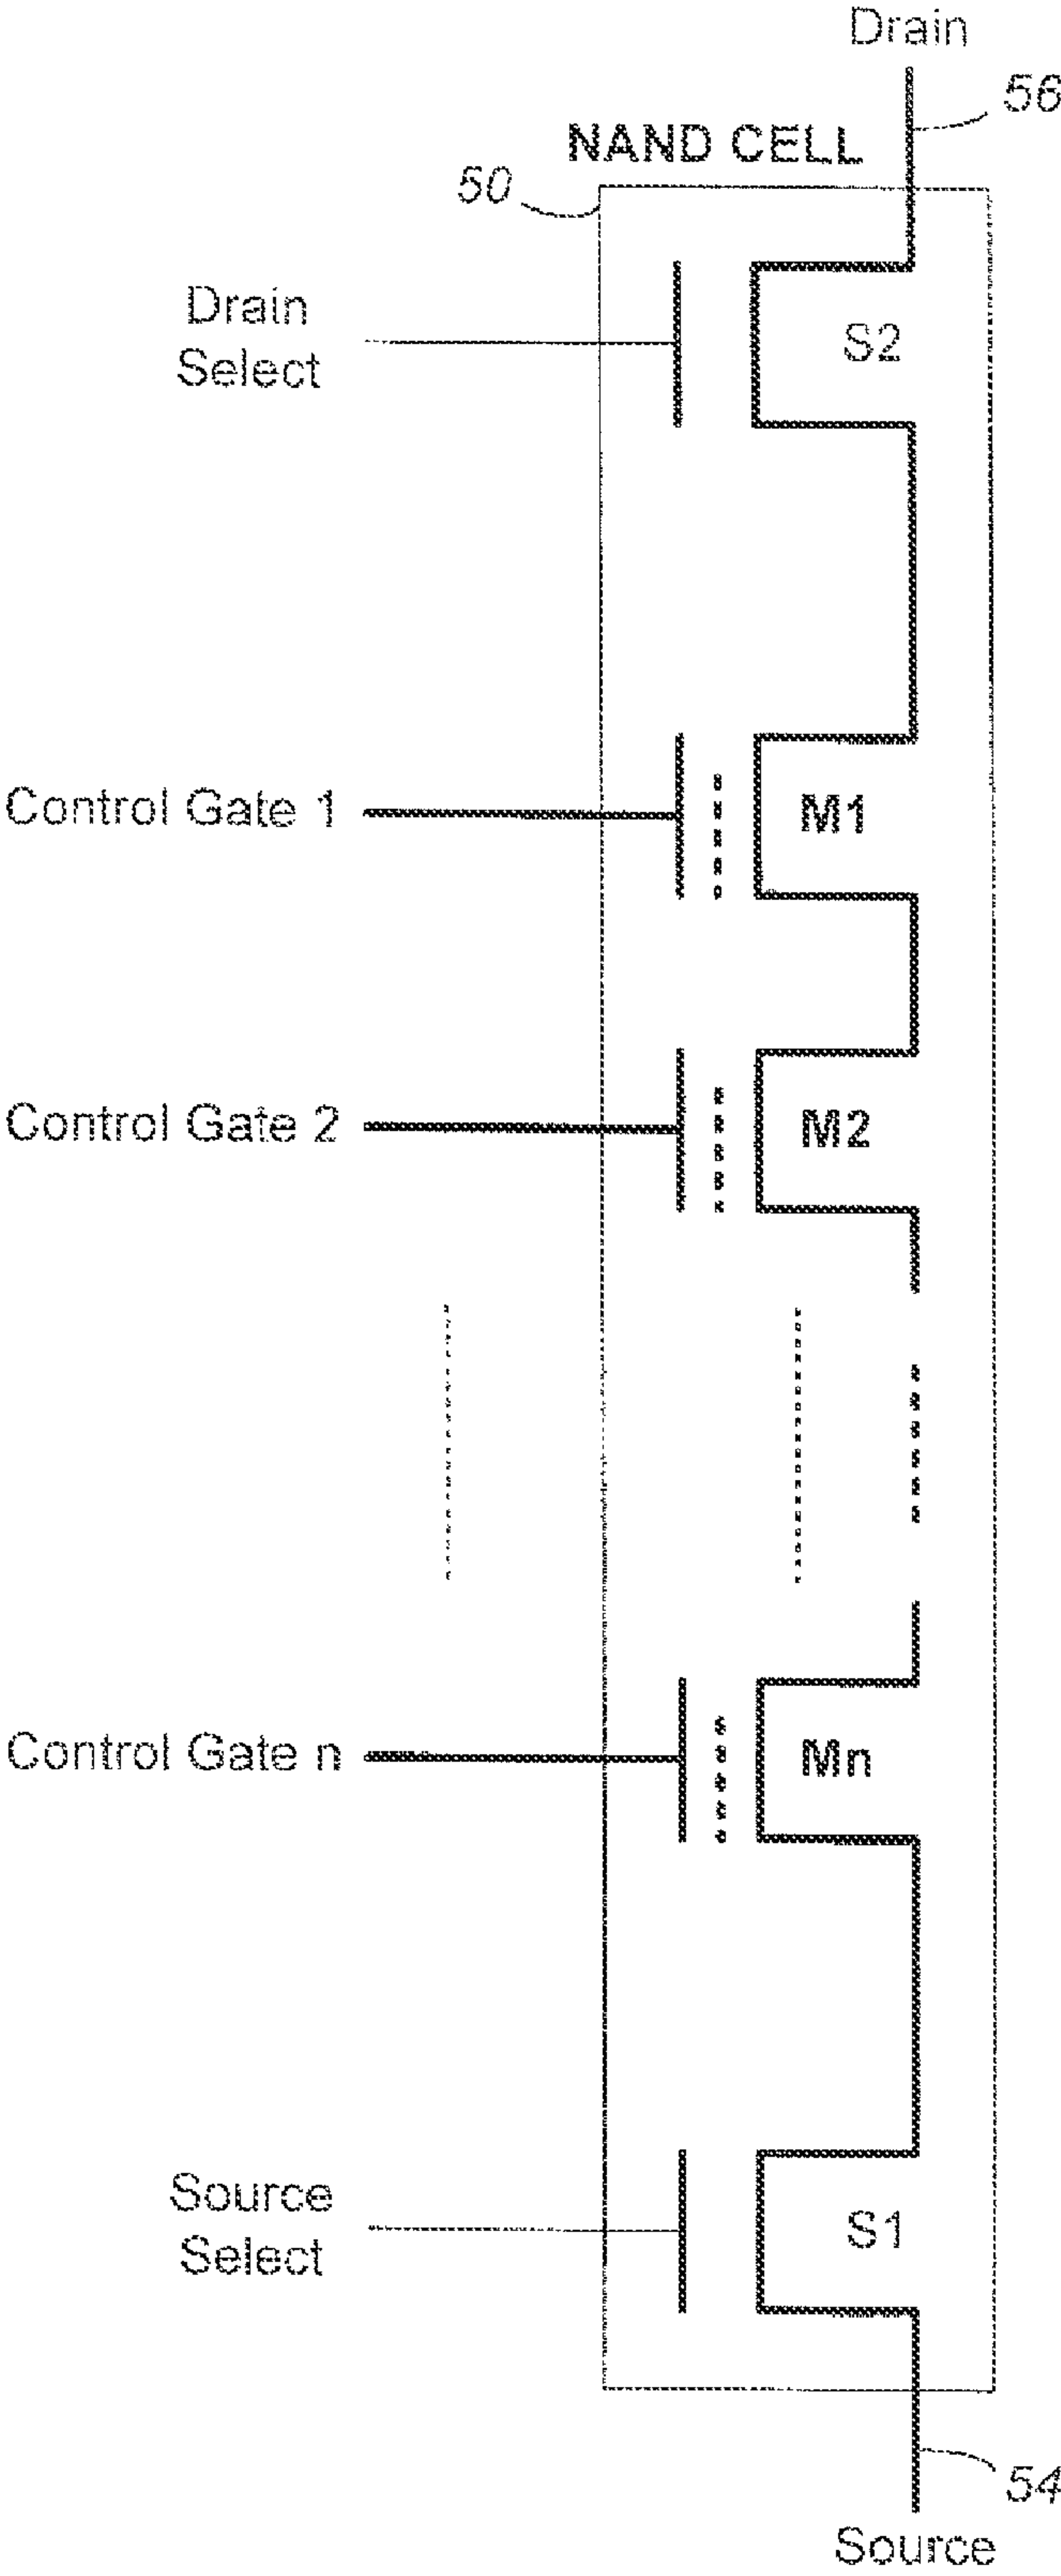 Drain
56
NAND CELL
50
Drain
Select
S2
Control Gate 1
M1
Control Gate 2
M2
Control Gate n
Mn
Source
Select
S1
54
Source